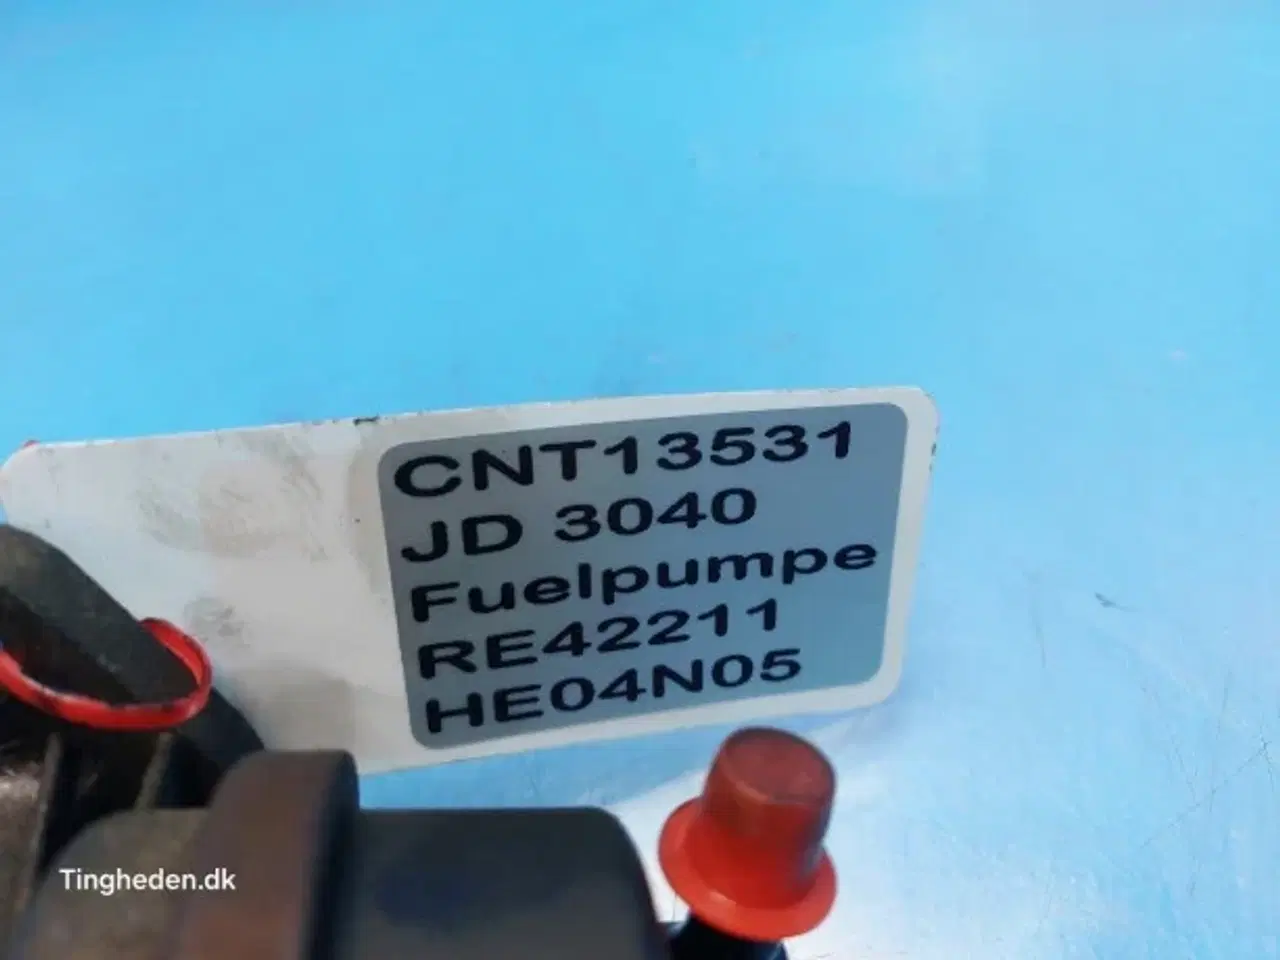 CNT13531
JD 3040
Fuelpumpe
RE42211
HE04N05
Tingheden.dk